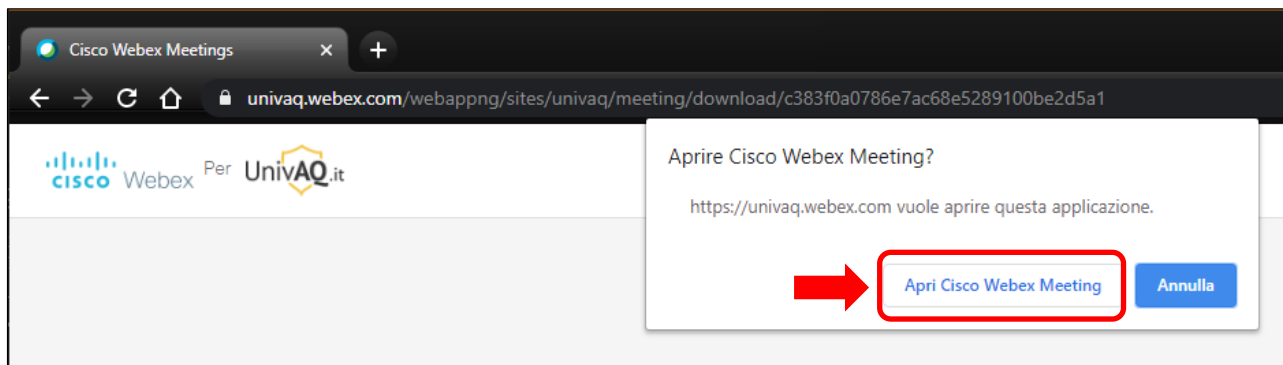 Cisco Webex Meetings
univaq.webex.com/webappng/sites/univaq/meeting/download/c383f0a0786e7ac68e5289100be2d5a1
cisco Webex Per UnivAQ.it
Aprire Cisco Webex Meeting?
https://univaq.webex.com vuole aprire questa applicazione.
Apri Cisco Webex Meeting Annulla